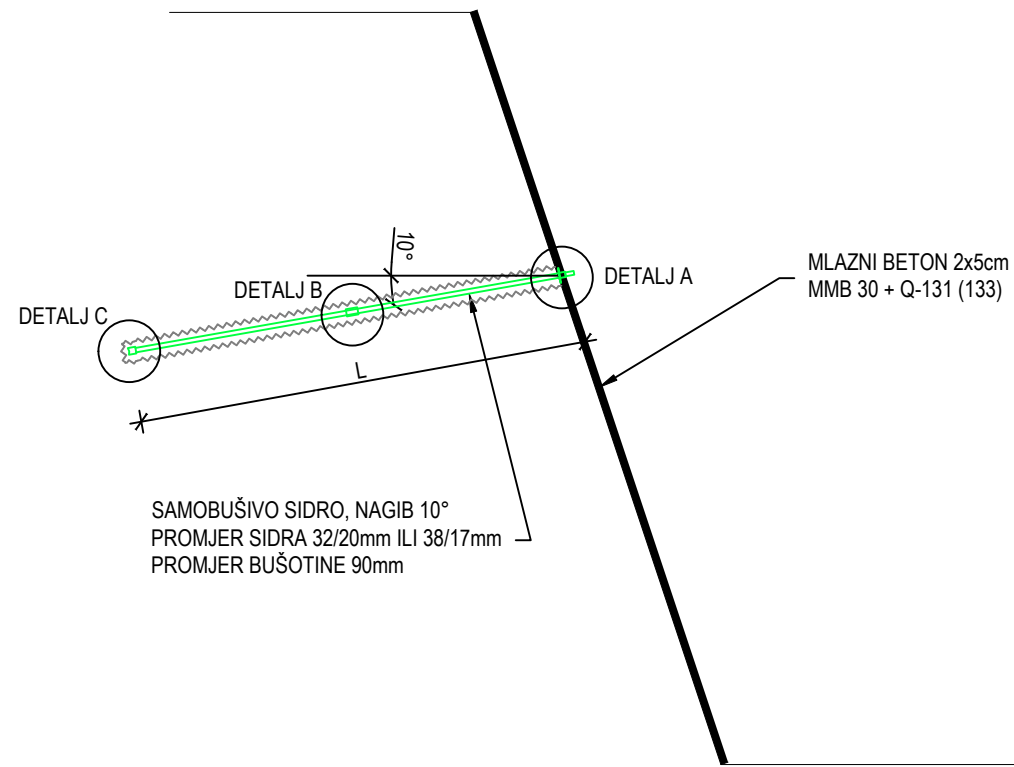 10°
DETALJ B
DETALJ A
DETALJ C
L
MLAZNI BETON 2x5cm
MMB 30 + Q-131 (133)
SAMOBUŠIVO SIDRO, NAGIB 10°
PROMJER SIDRA 32/20mm ILI 38/17mm
PROMJER BUŠOTINE 90mm